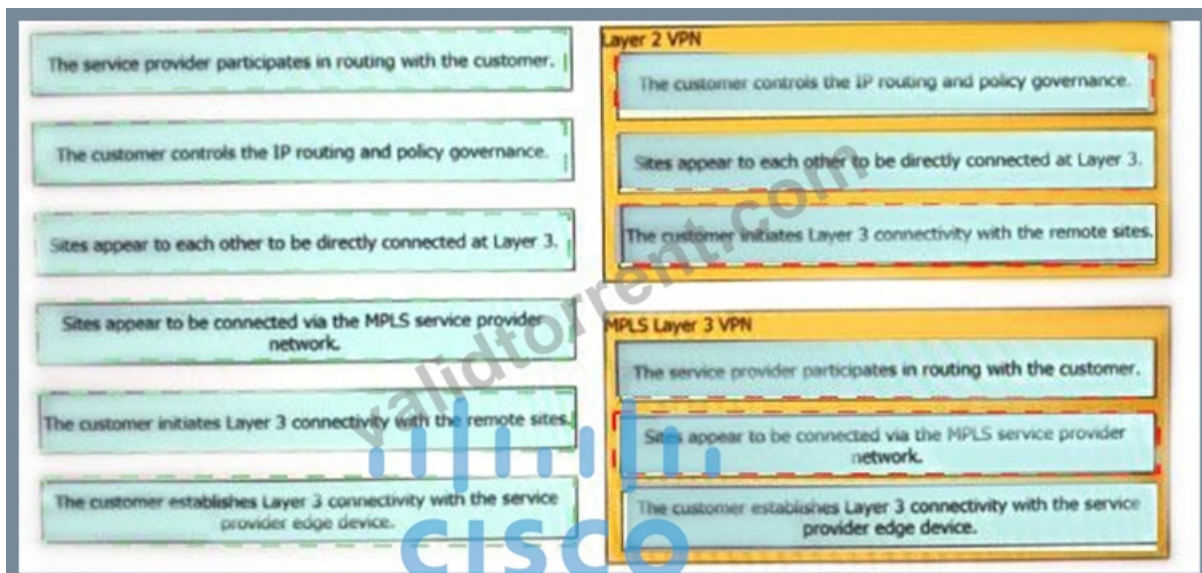 The service provider participates in routing with the customer.
The customer controls the IP routing and policy governance.
Sites appear to each other to be directly connected at Layer 3.
Sites appear to be connected via the MPLS service provider
network.
The customer initiates Layer 3 connectivity with the remote sites.
The customer establishes Layer 3 connectivity with the service
provider edge device.
Layer 2 VPN
The customer controls the IP routing and policy governance.
Sites appear to each other to be directly connected at Layer 3.
The customer initiates Layer 3 connectivity with the remote sites.
MPLS Layer 3 VPN
The service provider participates in routing with the customer.
Sites appear to be connected via the MPLS service provider
network.
The customer establishes Layer 3 connectivity with the service
provider edge device.
validtorrent.com
CISCO